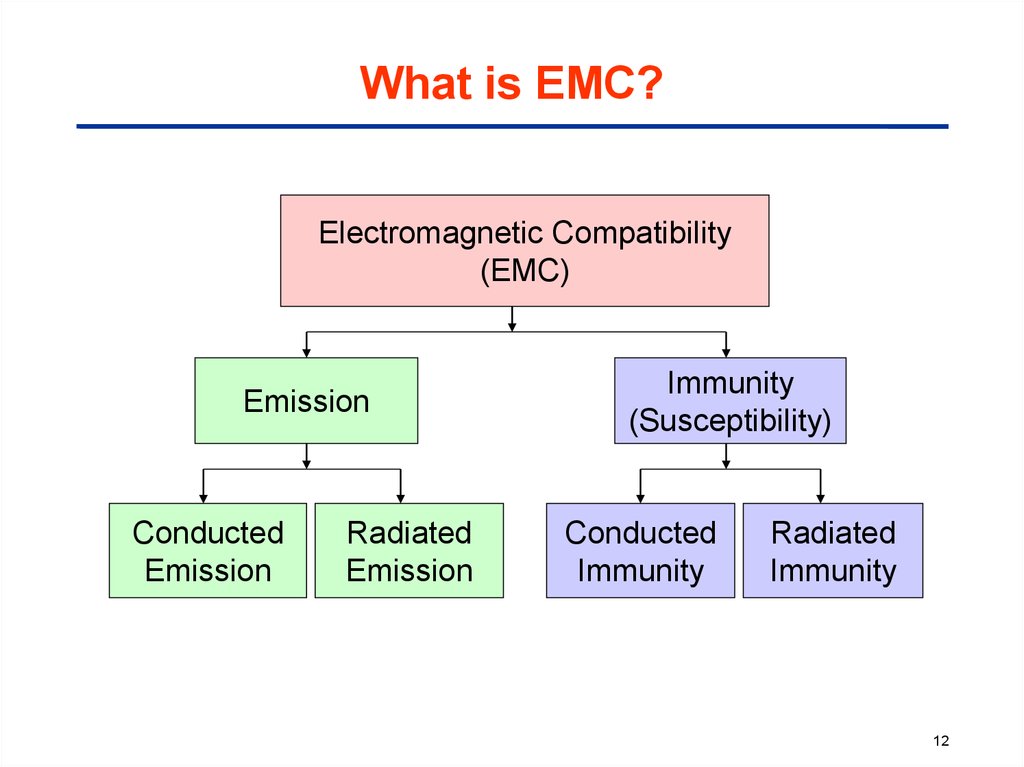 What is EMC?
Electromagnetic Compatibility
(EMC)
Emission
Immunity
(Susceptibility)
Conducted
Emission
Radiated
Emission
Conducted
Immunity
Radiated
Immunity
12